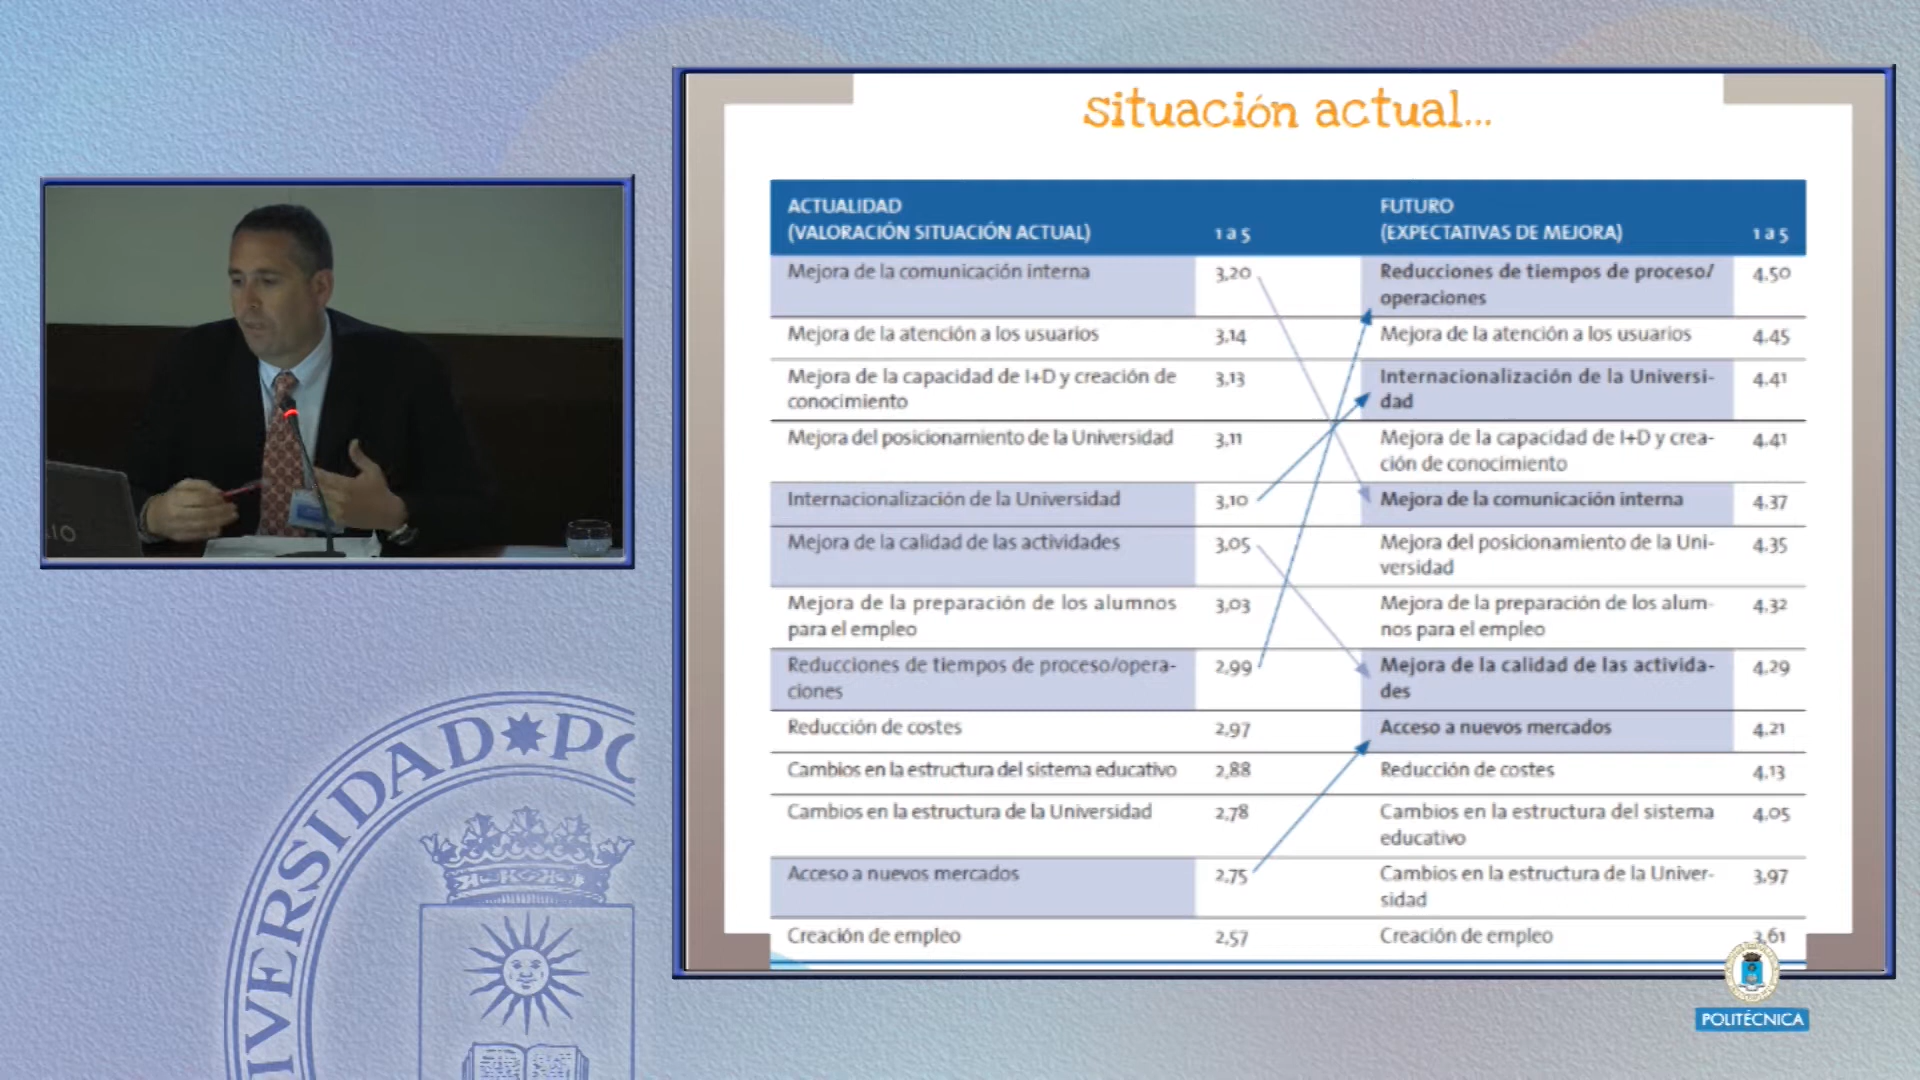 situación actual...
ACTUALIDAD
(VALORACIÓN SITUACIÓN ACTUAL)
1 a 5
FUTURO
(EXPECTATIVAS DE MEJORA)
1 a 5
Mejora de la comunicación interna
3,20
Reducciones de tiempos de proceso/
operaciones
4,50
Mejora de la atención a los usuarios
3,14
Mejora de la atención a los usuarios
4,45
Mejora de la capacidad de I+D y creación de
conocimiento
3,13
Internacionalización de la Universi-
dad
4,41
Mejora del posicionamiento de la Universidad
3,11
Mejora de la capacidad de I+D y crea-
ción de conocimiento
4,41
Internacionalización de la Universidad
3,10
Mejora de la comunicación interna
4,37
Mejora de la calidad de las actividades
3,05
Mejora del posicionamiento de la Uni-
versidad
4,35
Mejora de la preparación de los alumnos
para el empleo
3,03
Mejora de la preparación de los alum-
nos para el empleo
4,32
Reducciones de tiempos de proceso/opera-
ciones
2,99
Mejora de la calidad de las activida-
des
4,29
Reducción de costes
2,97
Acceso a nuevos mercados
4,21
Cambios en la estructura del sistema educativo
2,88
Reducción de costes
4,13
Cambios en la estructura de la Universidad
2,78
Cambios en la estructura del sistema
educativo
4,05
Acceso a nuevos mercados
2,75
Cambios en la estructura de la Univer-
sidad
3,97
Creación de empleo
2,57
Creación de empleo
3,61
IVERSIDAD PO
POLITÉCNICA